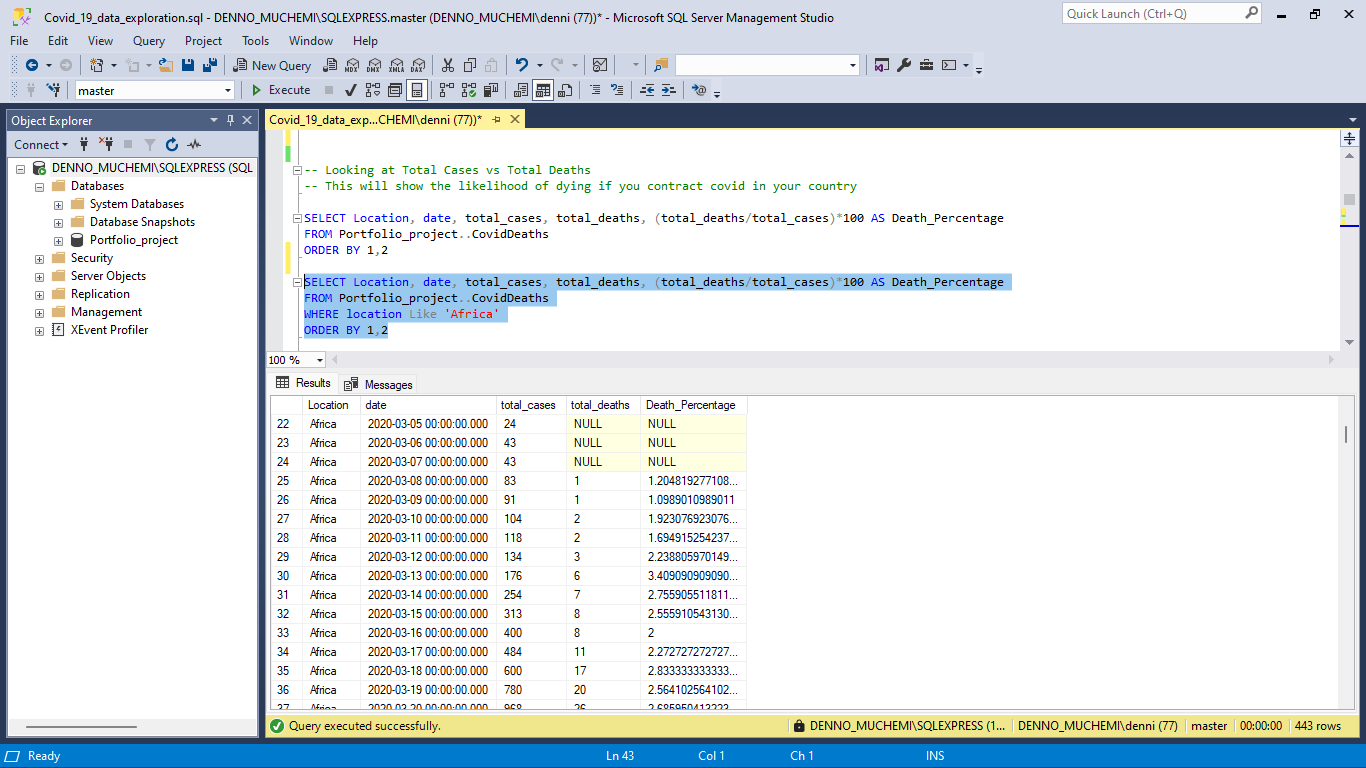 Covid_19_data_exploration.sql - DENNO_MUCHEMI\SQLEXPRESS.master (DENNO_MUCHEMI\denni (77))* - Microsoft SQL Server Management Studio
Quick Launch (Ctrl+Q)
File Edit View Query Project Tools Window Help
New Query MDX DMX XMLA DAX
master Execute
Object Explorer
Covid_19_data_exp...CHEMI\denni (77))*
Connect
DENNO_MUCHEMI\SQLEXPRESS (SQL
Databases
System Databases
Database Snapshots
Portfolio_project
Security
Server Objects
Replication
Management
XEvent Profiler
-- Looking at Total Cases vs Total Deaths
-- This will show the likelihood of dying if you contract covid in your country
SELECT Location, date, total_cases, total_deaths, (total_deaths/total_cases)*100 AS Death_Percentage
FROM Portfolio_project..CovidDeaths
ORDER BY 1,2
SELECT Location, date, total_cases, total_deaths, (total_deaths/total_cases)*100 AS Death_Percentage
FROM Portfolio_project..CovidDeaths
WHERE location Like 'Africa'
ORDER BY 1,2
100 %
Results Messages
Location date total_cases total_deaths Death_Percentage
22 Africa 2020-03-05 00:00:00.000 24 NULL NULL
23 Africa 2020-03-06 00:00:00.000 43 NULL NULL
24 Africa 2020-03-07 00:00:00.000 43 NULL NULL
25 Africa 2020-03-08 00:00:00.000 83 1 1.204819277108...
26 Africa 2020-03-09 00:00:00.000 91 1 1.0989010989011
27 Africa 2020-03-10 00:00:00.000 104 2 1.923076923076...
28 Africa 2020-03-11 00:00:00.000 118 2 1.694915254237...
29 Africa 2020-03-12 00:00:00.000 134 3 2.238805970149...
30 Africa 2020-03-13 00:00:00.000 176 6 3.409090909090...
31 Africa 2020-03-14 00:00:00.000 254 7 2.755905511811...
32 Africa 2020-03-15 00:00:00.000 313 8 2.555910543130...
33 Africa 2020-03-16 00:00:00.000 400 8 2
34 Africa 2020-03-17 00:00:00.000 484 11 2.272727272727...
35 Africa 2020-03-18 00:00:00.000 600 17 2.833333333333...
36 Africa 2020-03-19 00:00:00.000 780 20 2.564102564102...
37 Africa 2020-03-20 00:00:00.000 968 26 2.685950413223...
Query executed successfully.
DENNO_MUCHEMI\SQLEXPRESS (1... DENNO_MUCHEMI\denni (77) master 00:00:00 443 rows
Ready Ln 43 Col 1 Ch 1 INS